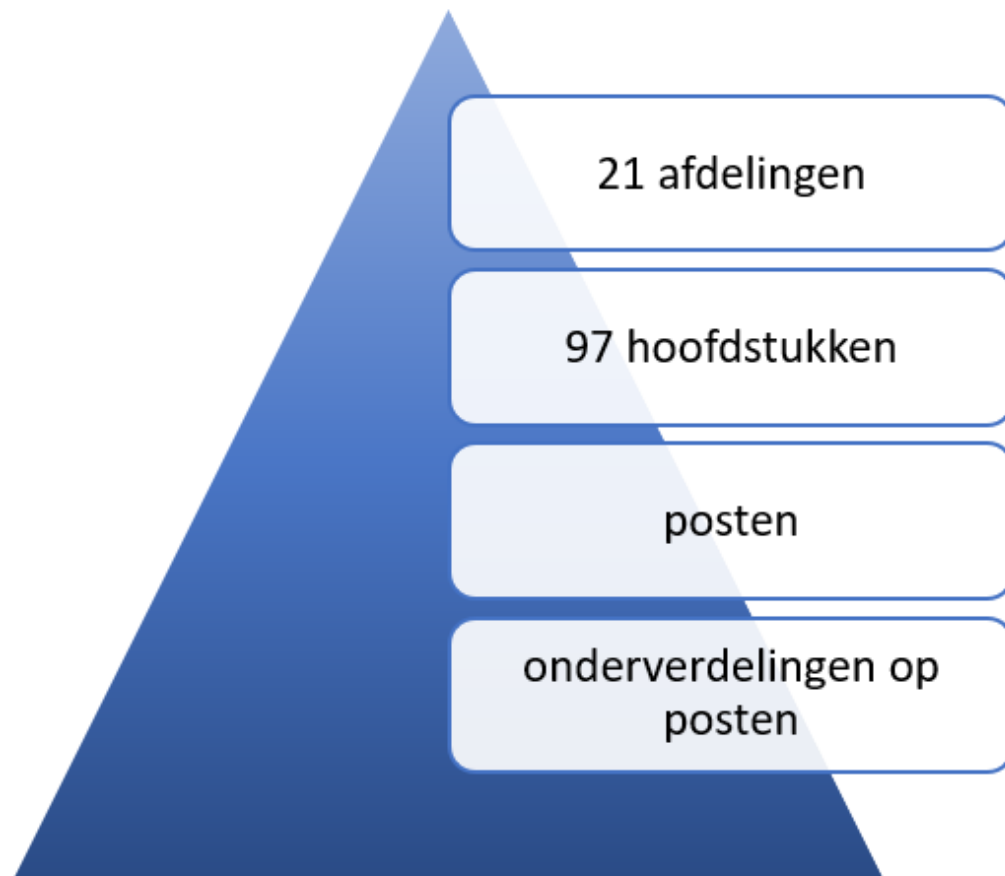 21 afdelingen
97 hoofdstukken
posten
onderverdelingen op
posten